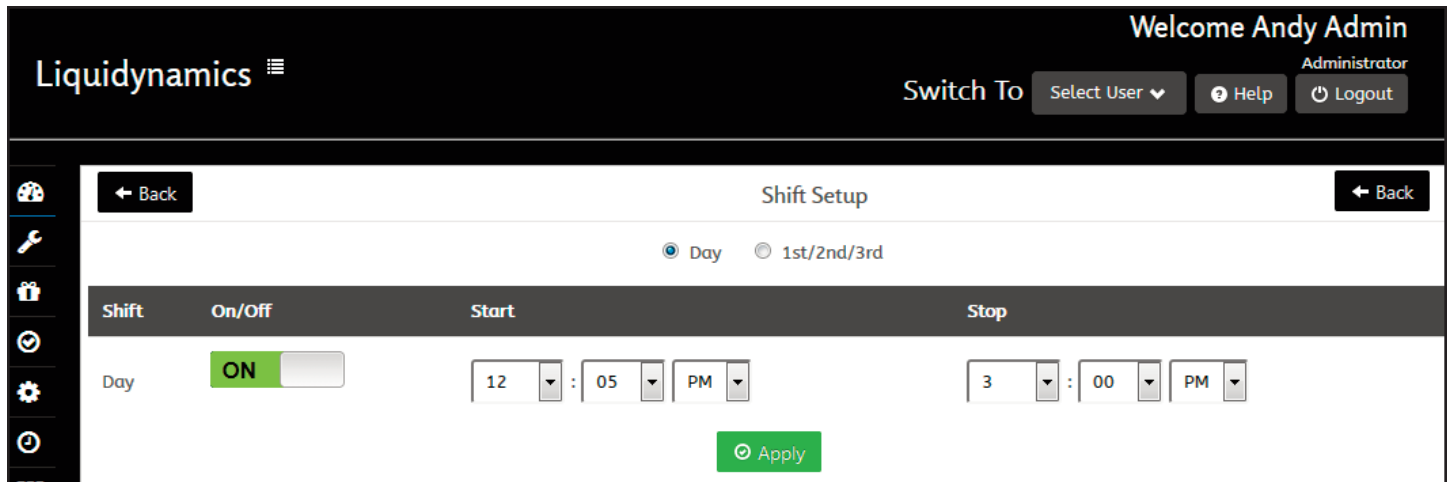 Welcome Andy Admin
Liquidynamics
Administrator
Switch To Select User Help Logout
Back Shift Setup Back
Day 1st/2nd/3rd
Shift On/Off Start Stop
Day ON 12 : 05 PM 3 : 00 PM
Apply